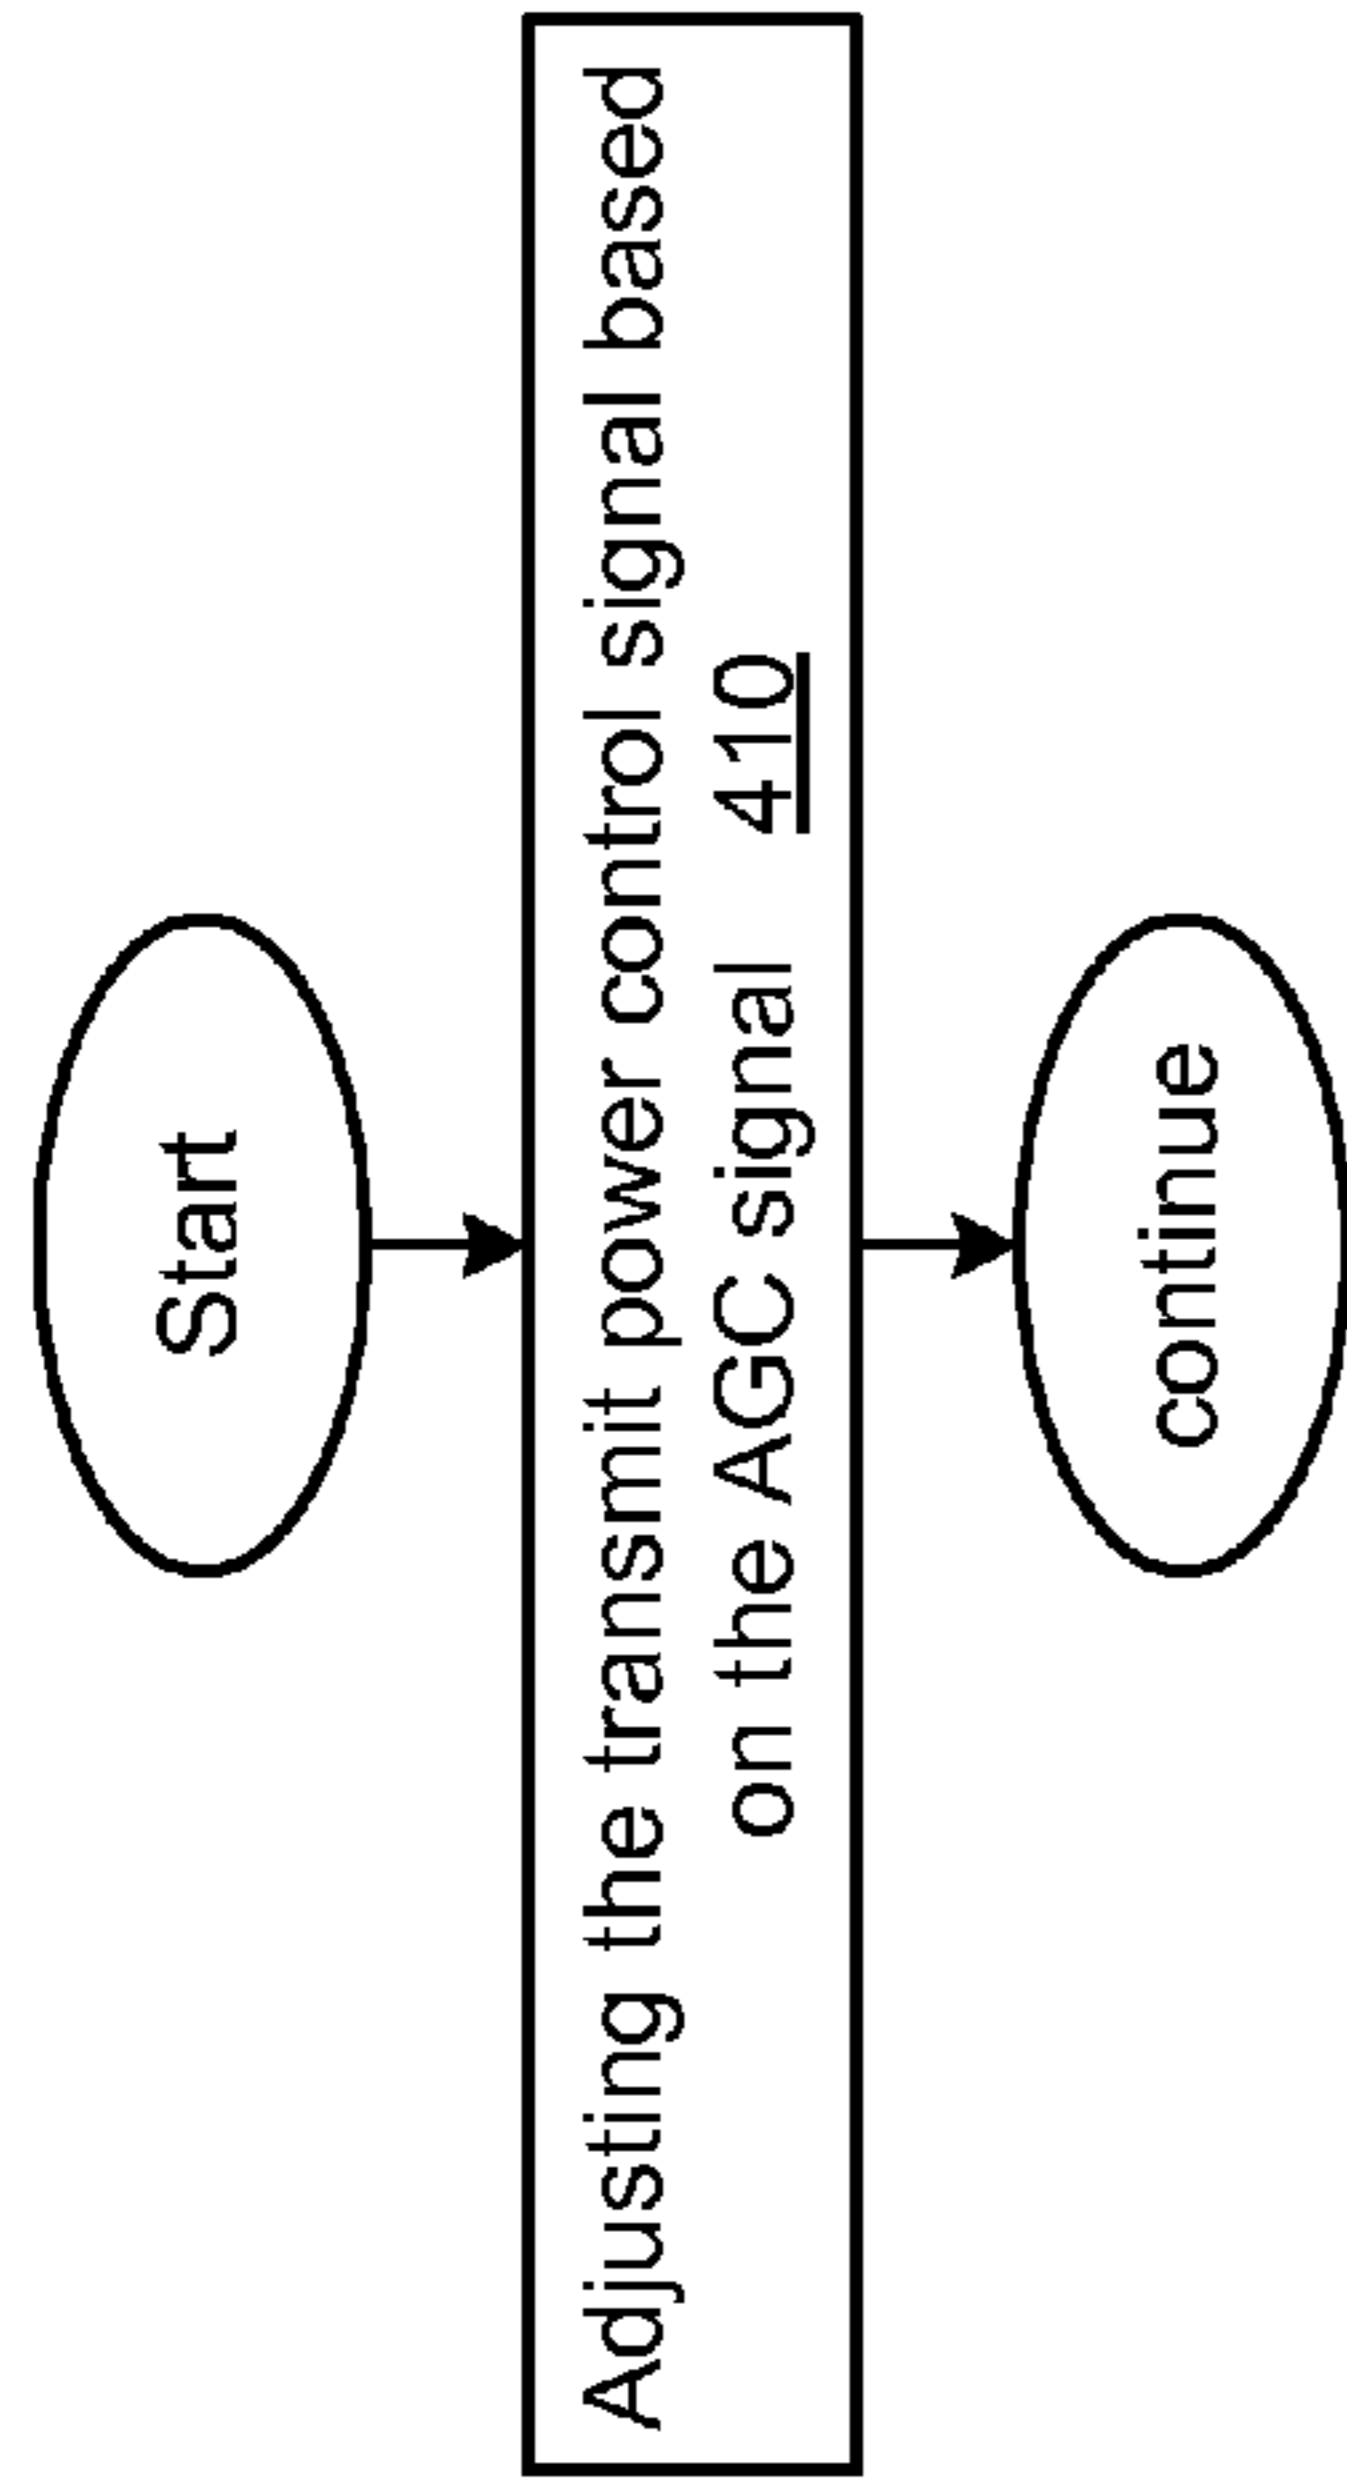 Start
Adjusting the transmit power control signal based
on the AGC signal 410
continue